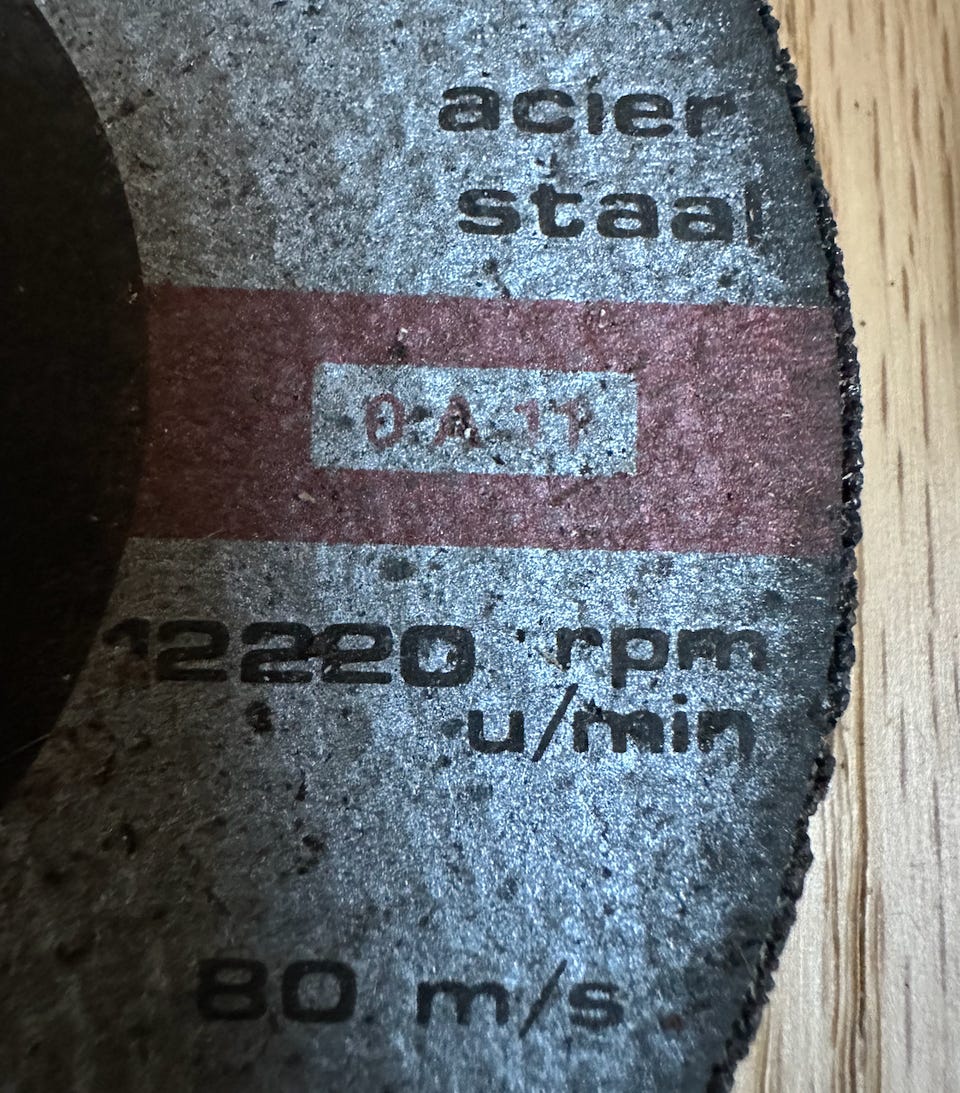 acier
staal
0 A 11
12220 rpm
u/min
80 m/s